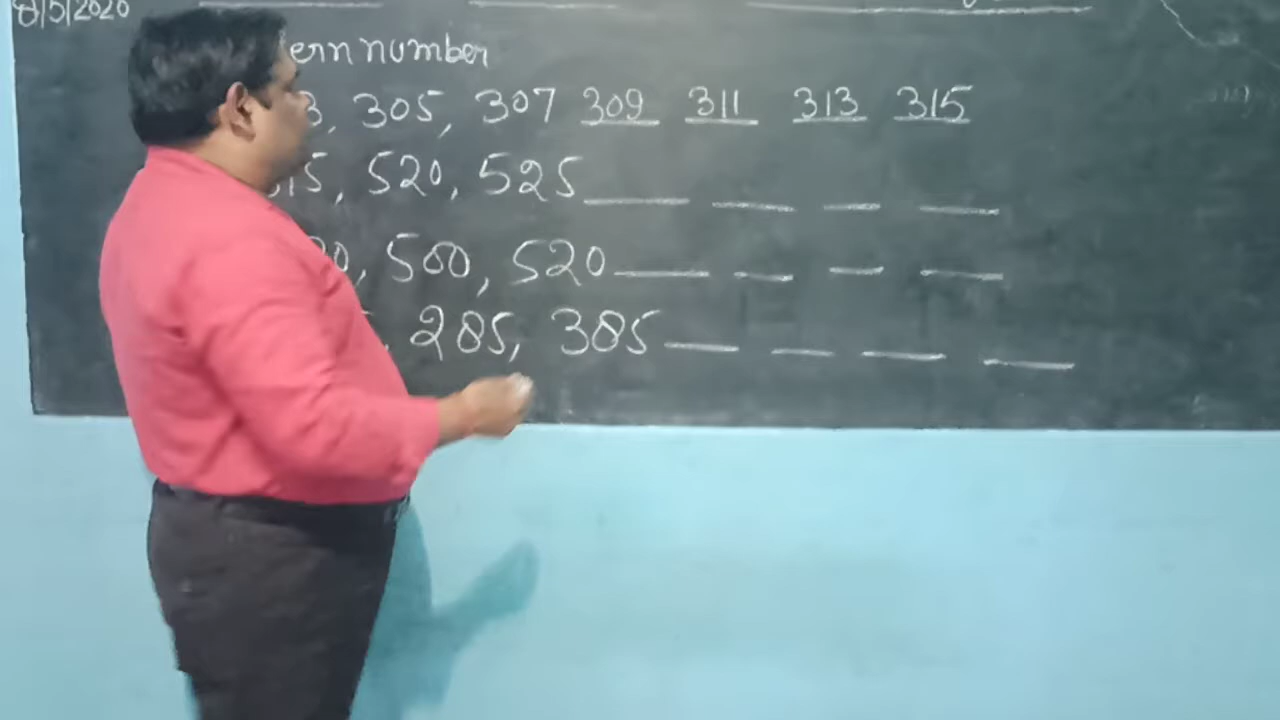 8/5/2020
ern number
3, 305, 307 309 311 313 315
15, 520, 525
0, 500, 520
285, 385